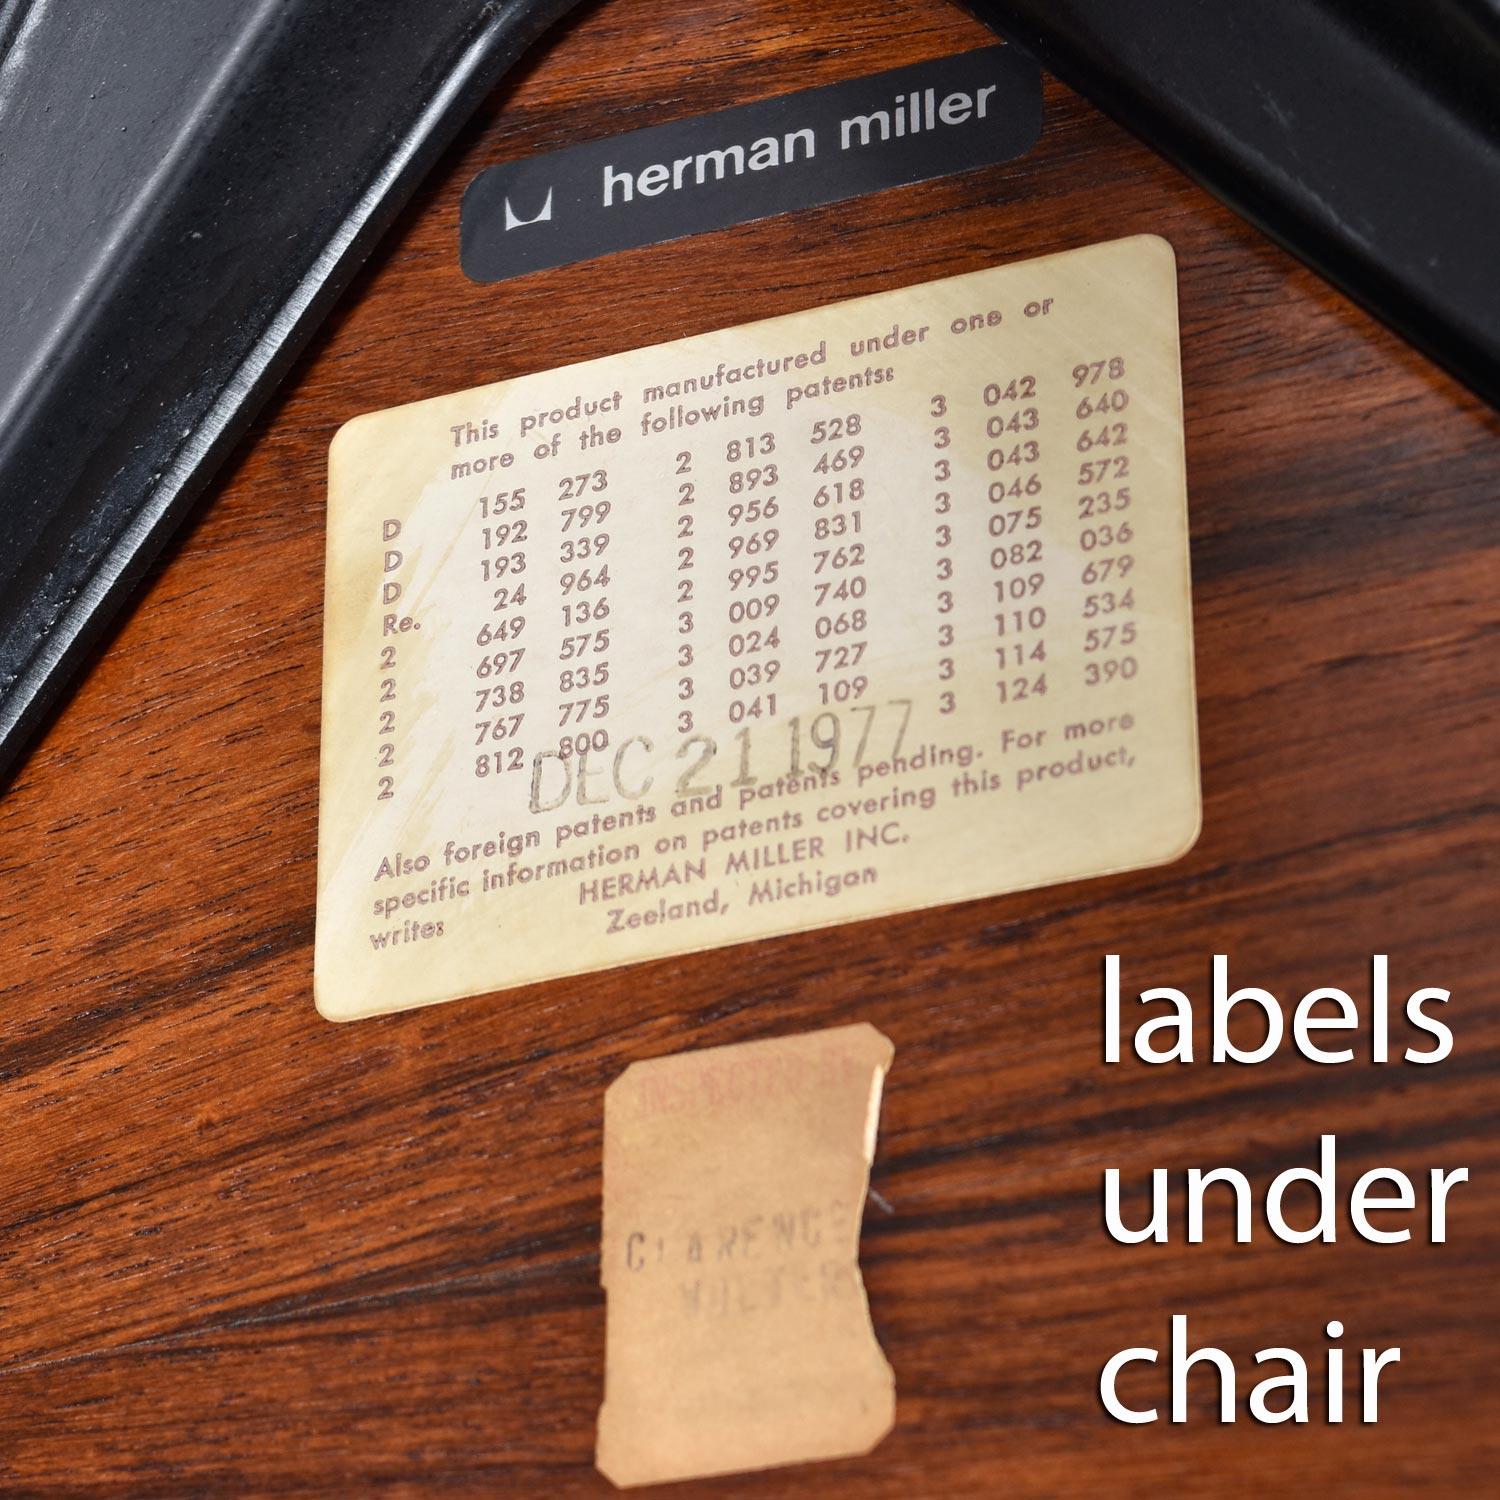 herman miller
This product manufactured under one or
more of the following patents:
D 155 273 2 813 528 3 042 978
D 192 799 2 893 469 3 043 640
D 193 339 2 956 618 3 043 642
Re. 24 964 2 969 831 3 046 572
2 649 136 2 995 762 3 075 235
2 697 575 3 009 740 3 082 036
2 738 835 3 024 068 3 109 679
2 767 775 3 039 727 3 110 534
2 812 800 3 041 109 3 114 575
3 124 390
DEC 21 1977
Also foreign patents and patents pending. For more
specific information on patents covering this product,
write: HERMAN MILLER INC.
Zeeland, Michigan
INSPECTED BY
CLARENCE
labels
under
chair